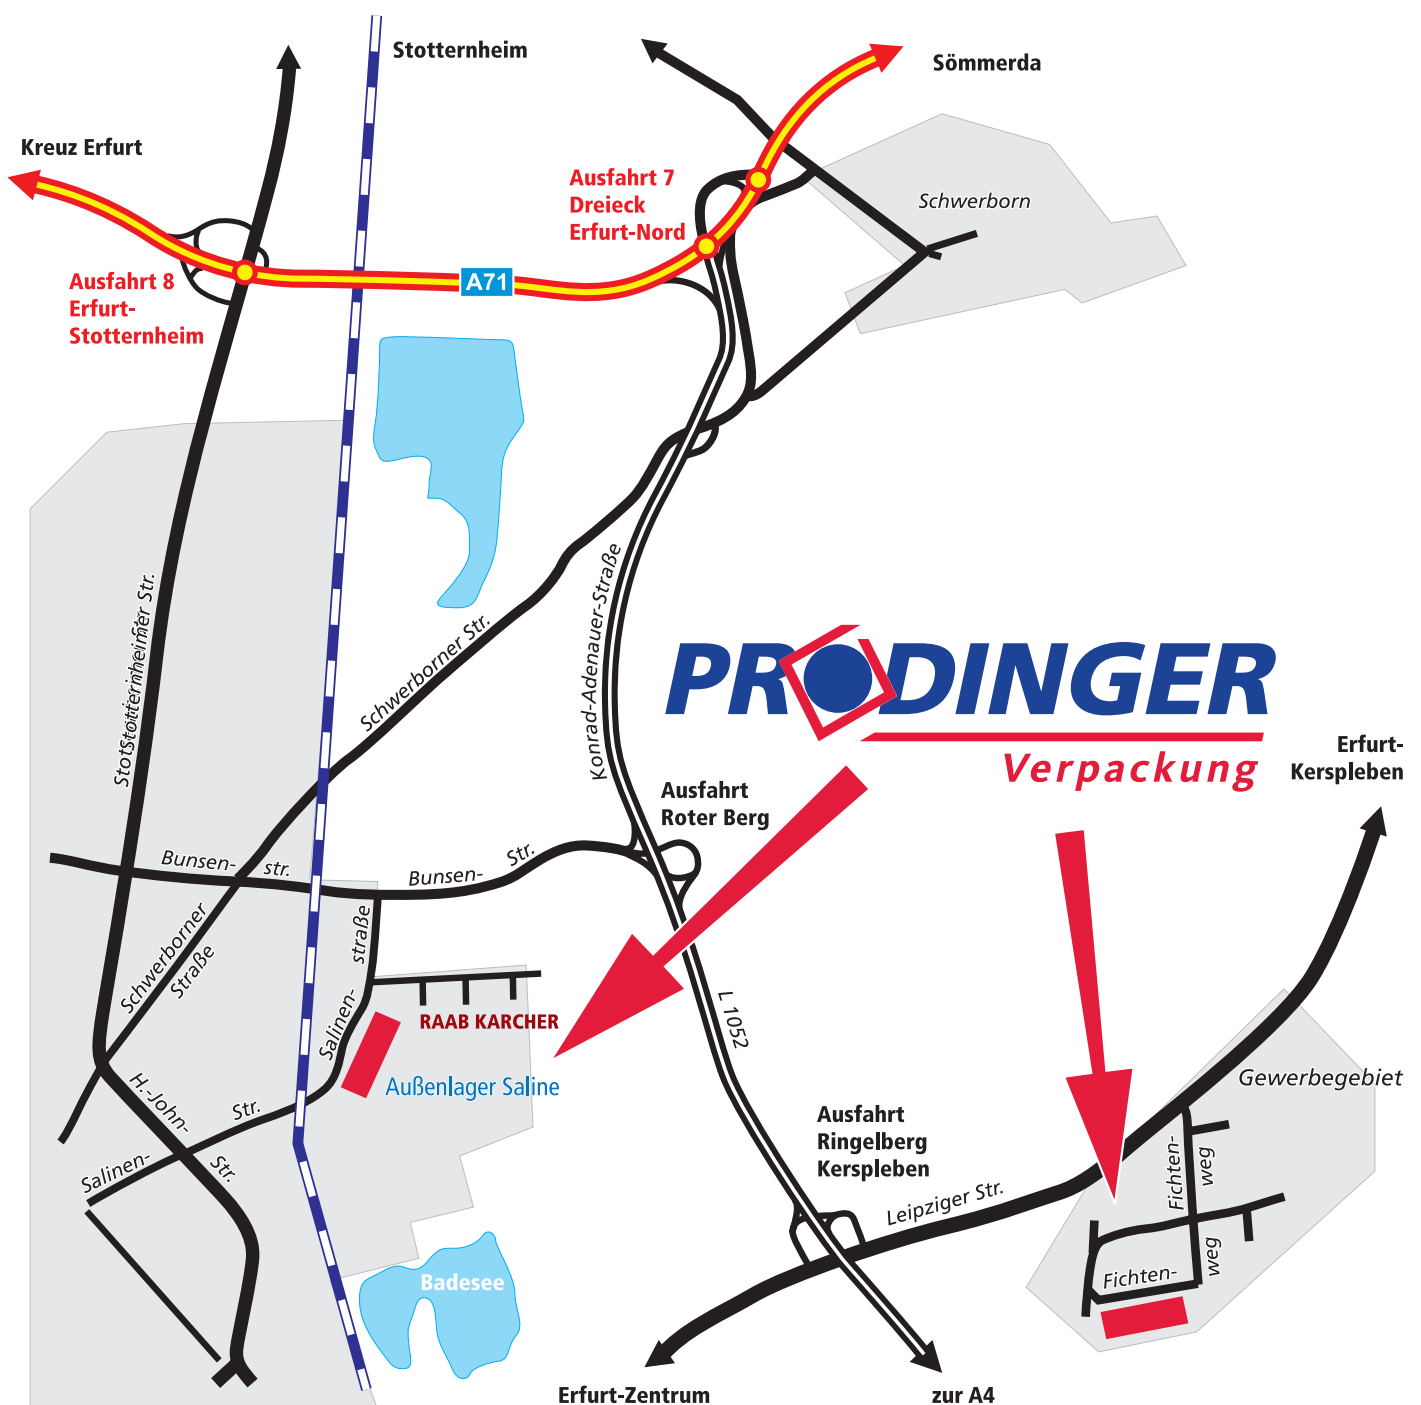 Stotternheim
Sömmerda
Kreuz Erfurt
Ausfahrt 7
Dreieck
Erfurt-Nord
Schwerborn
Ausfahrt 8
Erfurt-
Stotternheim
A71
Stotternheimer Str.
Stotternheimer Str.
Schwerborner Str.
Konrad-Adenauer-Straße
PRODINGER
Verpackung
Erfurt-
Kerspleben
Ausfahrt
Roter Berg
Bunsen-
str.
Bunsen-
Str.
Schwerborner
Straße
straße
Salinen-
RAAB KARCHER
Außenlager Saline
L 1052
H.-John-
Str.
Salinen-
Str.
Gewerbegebiet
Ausfahrt
Ringelberg
Kerspleben
Leipziger Str.
Fichten-
weg
Fichten-
weg
Badesee
Erfurt-Zentrum
zur A4